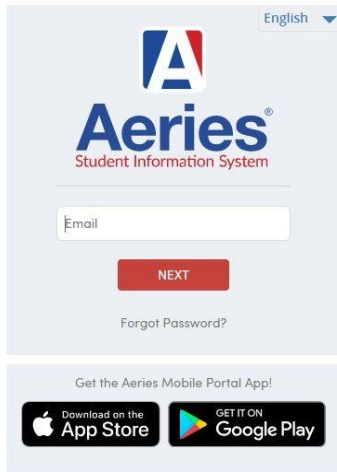 English
A
Aeries®
Student Information System
Email
NEXT
Forgot Password?
Get the Aeries Mobile Portal App!
Download on the
App Store
GET IT ON
Google Play